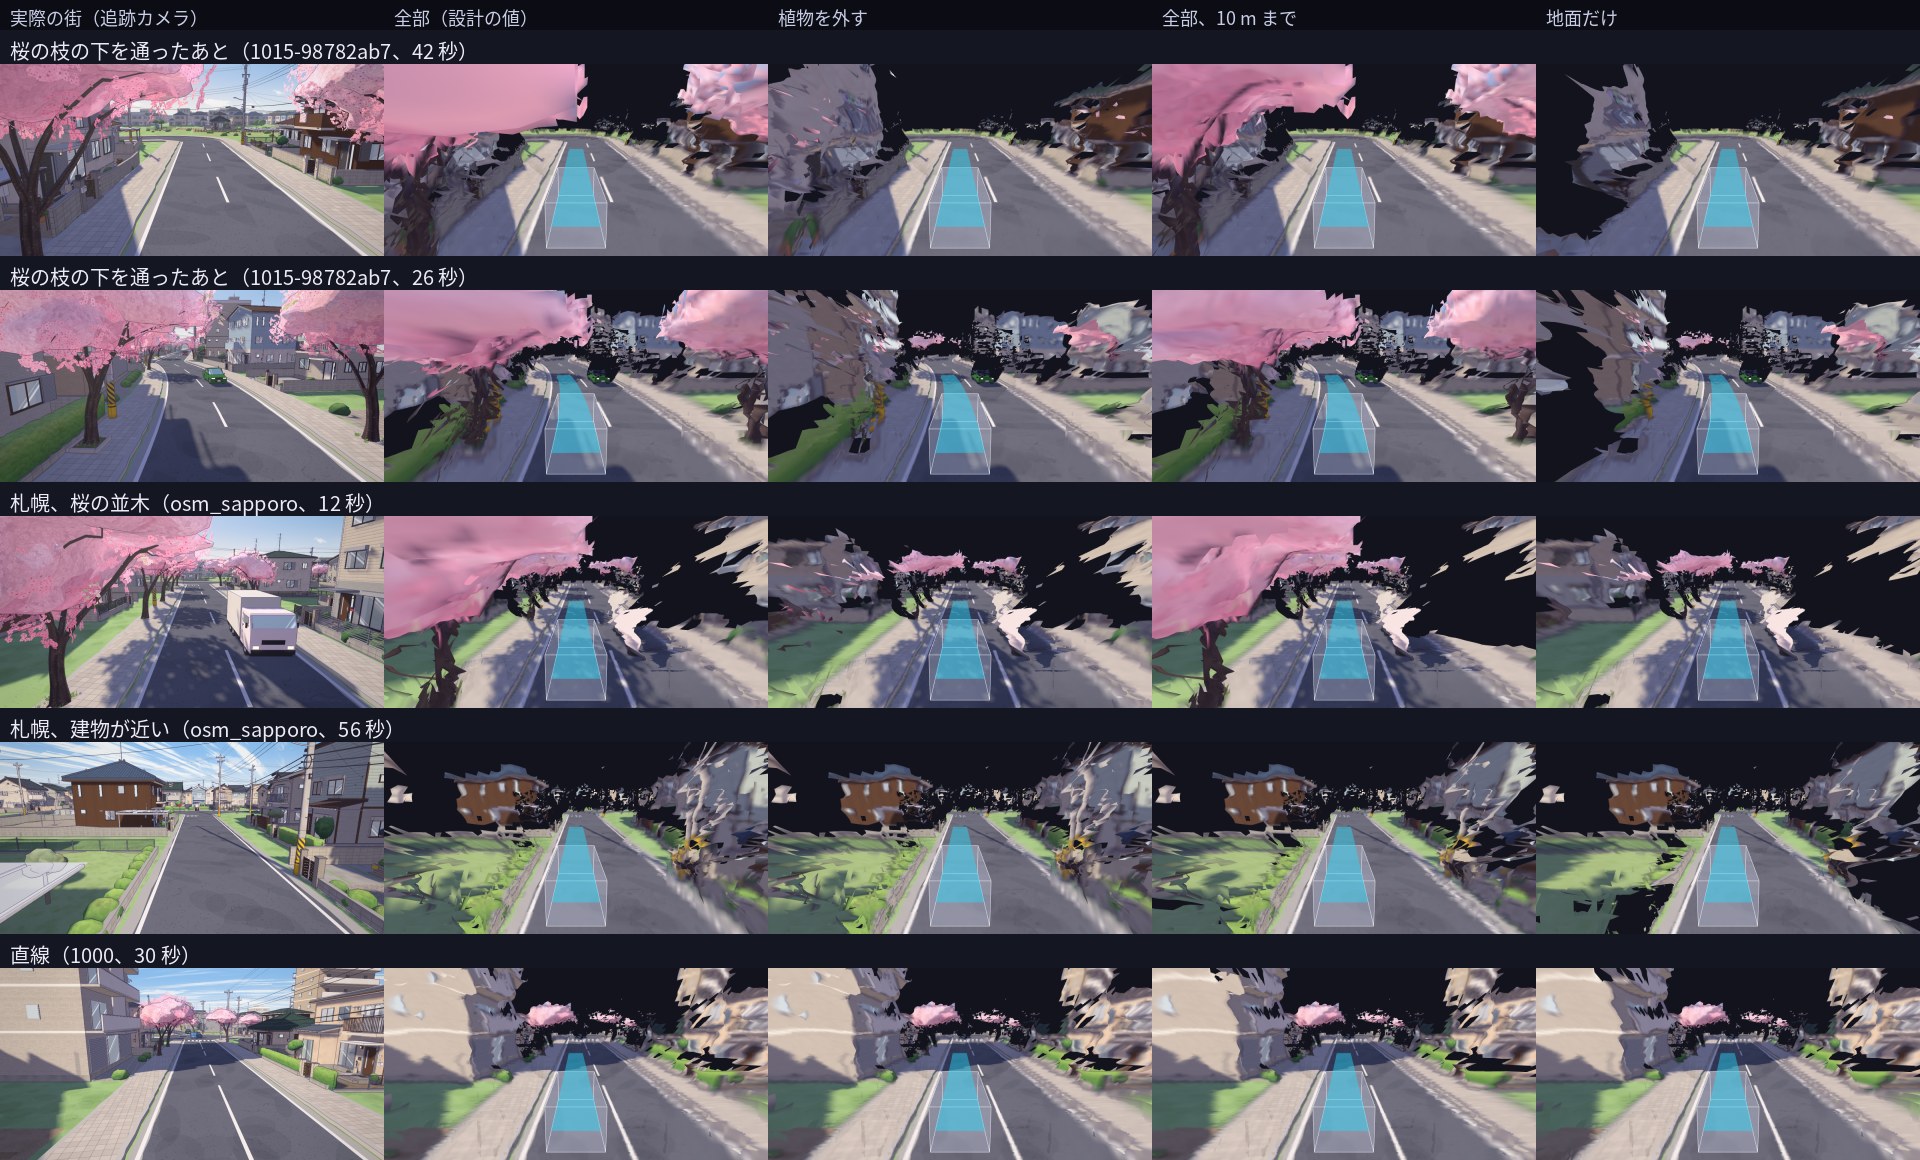 実際の街（追跡カメラ）
全部（設計の値）
植物を外す
全部、10 m まで
地面だけ
桜の枝の下を通ったあと（1015-98782ab7、42 秒）
桜の枝の下を通ったあと（1015-98782ab7、26 秒）
札幌、桜の並木（osm_sapporo、12 秒）
札幌、建物が近い（osm_sapporo、56 秒）
直線（1000、30 秒）